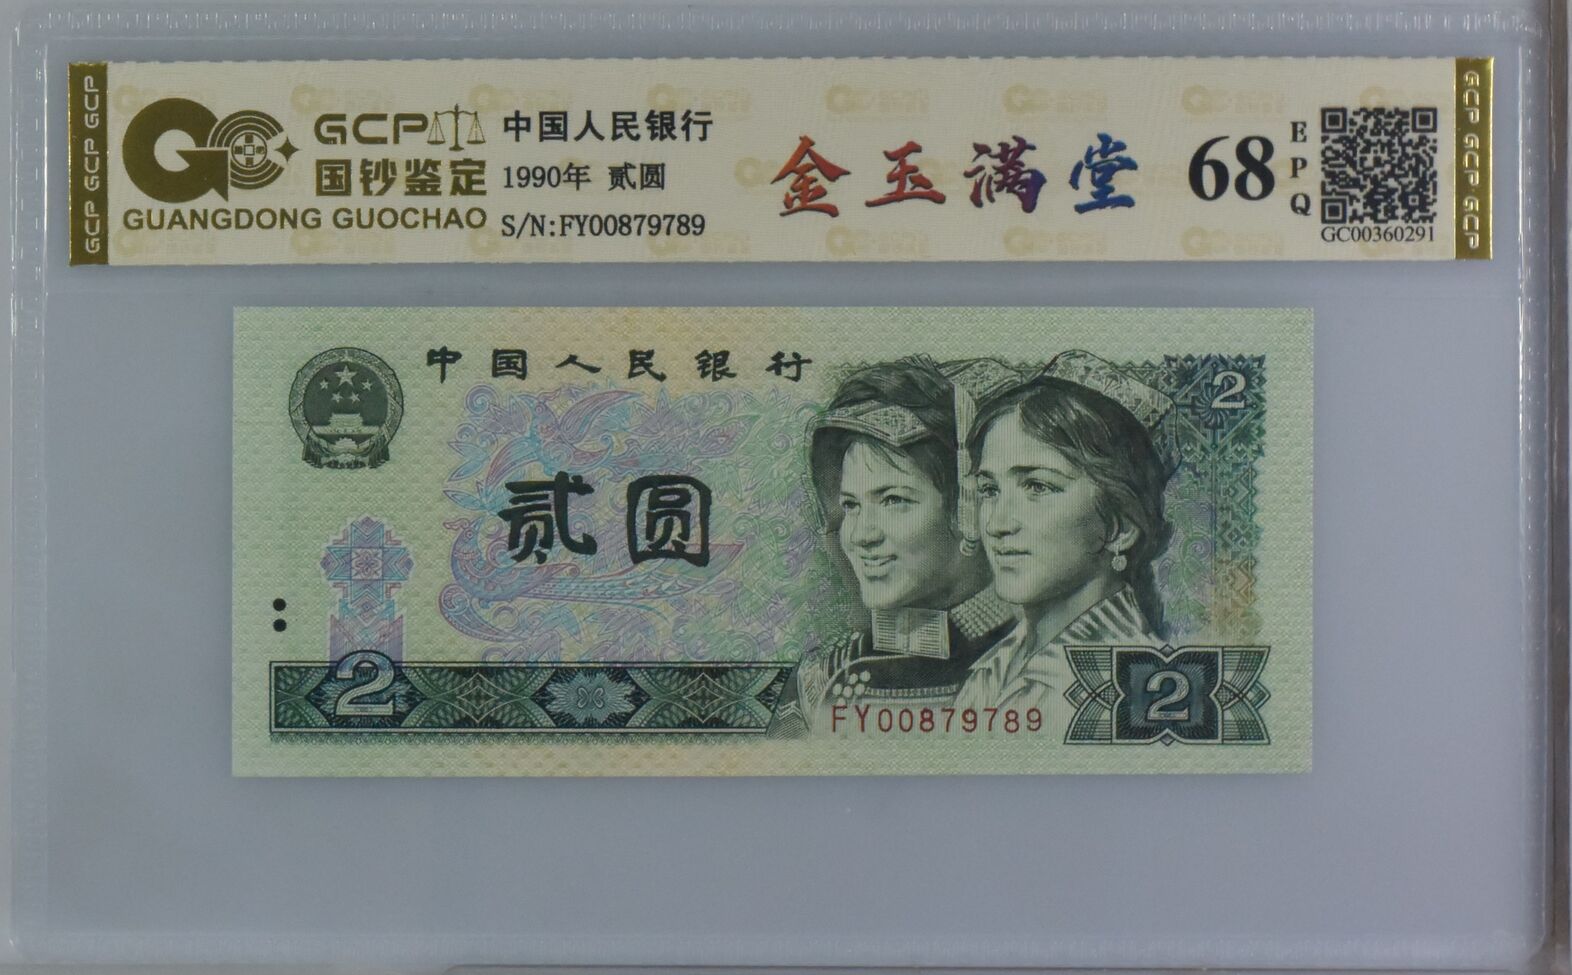 GCP GCP GCP
GCP
国钞鉴定
GUANGDONG GUOCHAO
中国人民银行
1990年 贰圆
S/N:FY00879789
金玉满堂
68
EPQ
GC00360291
GCP GCP GCP
中国人民银行
2
贰圆
2
FY00879789
2